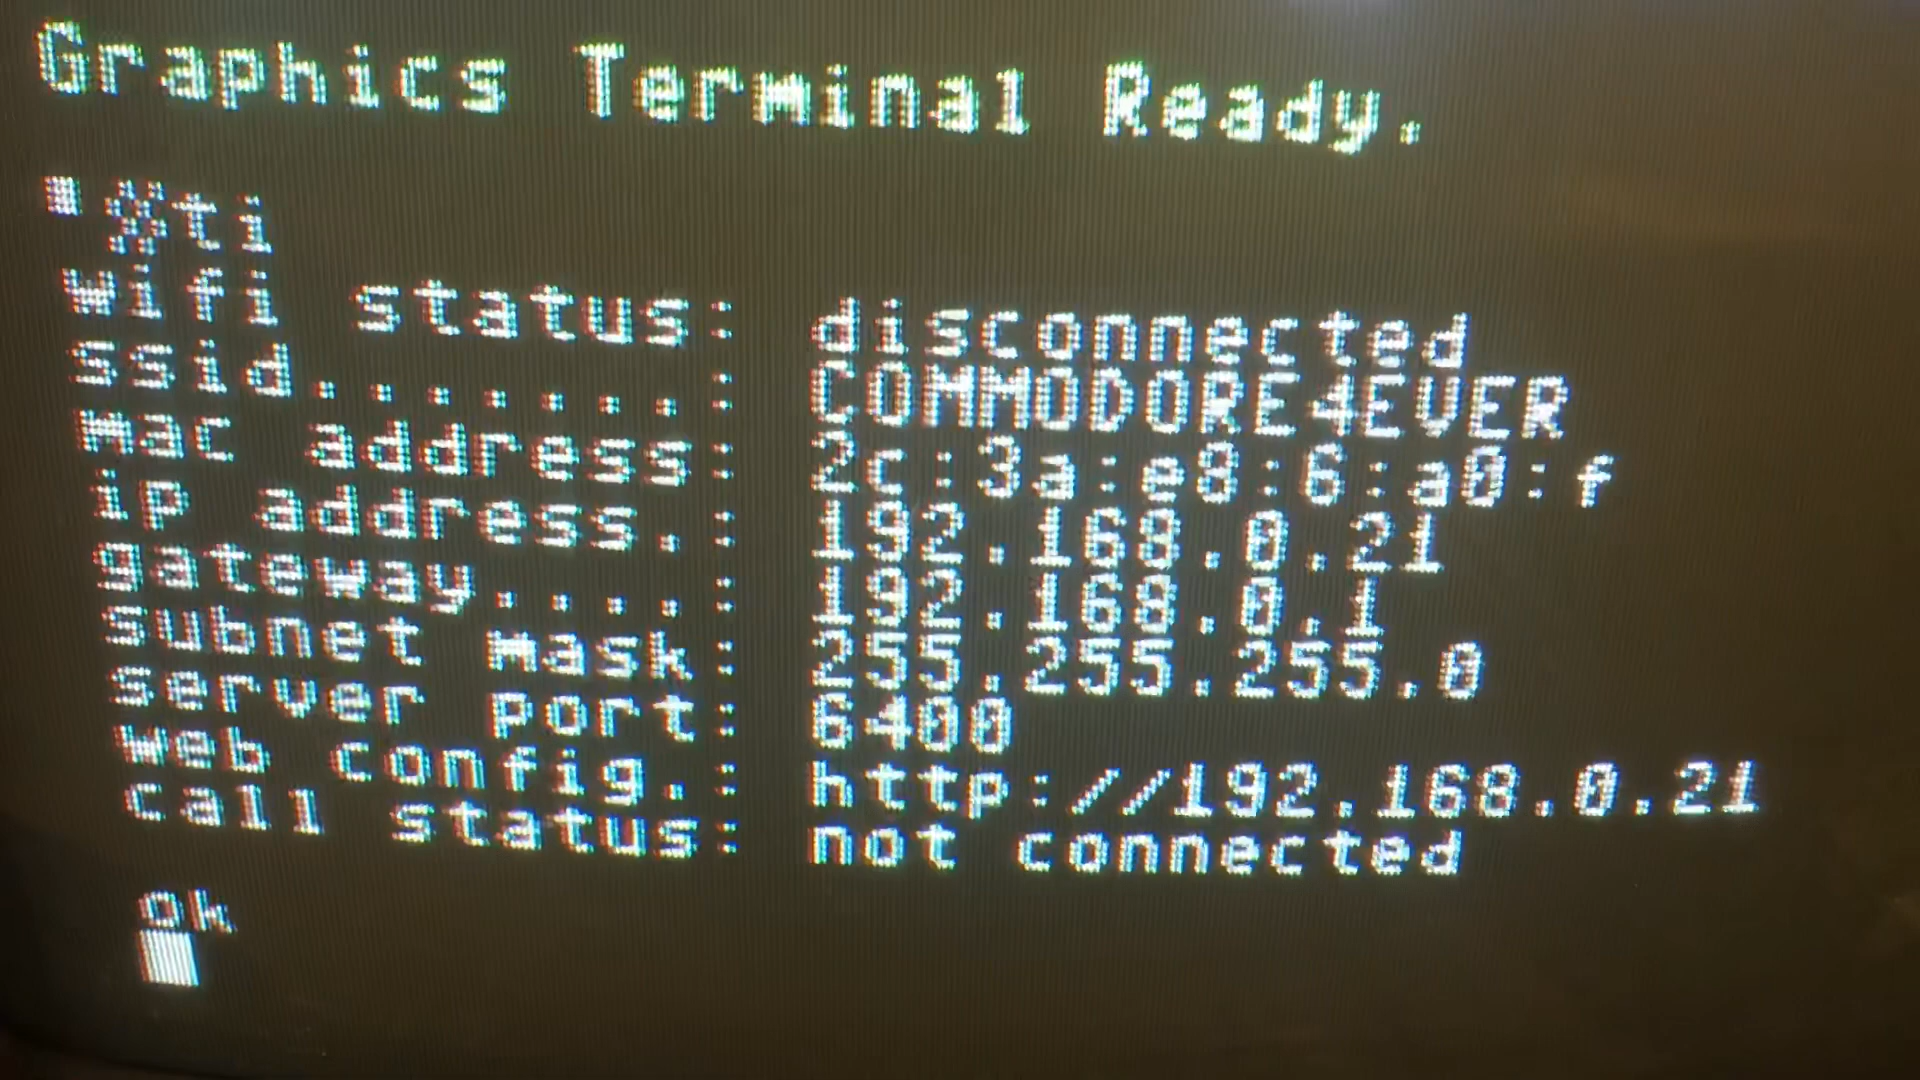 Graphics Terminal Ready.
ti
wifi status: disconnected
ssid.......: COMMODORE4EVER
mac address: 2c:3a:e8:6:a0:f
ip address.: 192.168.0.21
gateway....: 192.168.0.1
subnet mask: 255.255.255.0
server port: 6400
web config.: http://192.168.0.21
call status: not connected
ok